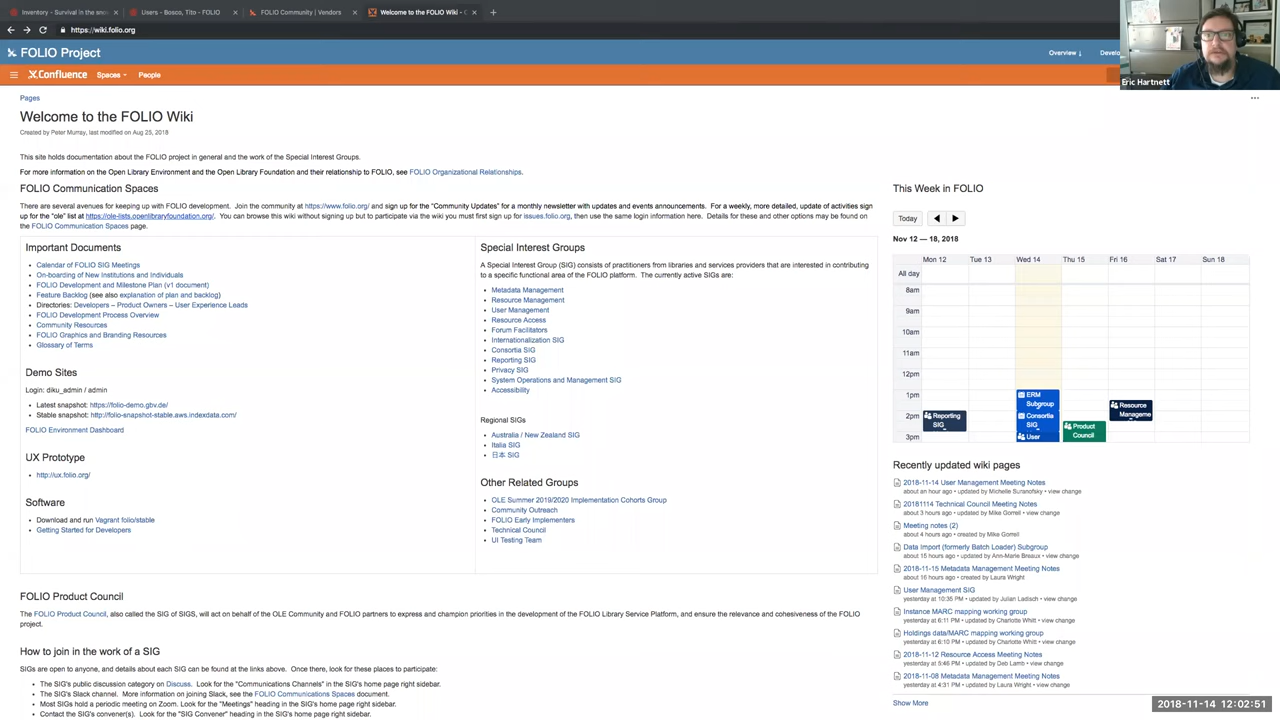 Inventory - Survival in the sno
Users - Bosco, Tito - FOLIO
FOLIO Community | Vendors
Welcome to the FOLIO Wiki - C
https://wiki.folio.org
FOLIO Project
Overview ↓
Develo
Confluence
Spaces
People
Eric Hartnett
Pages
Welcome to the FOLIO Wiki
Created by Peter Murray, last modified on Aug 25, 2018
This site holds documentation about the FOLIO project in general and the work of the Special Interest Groups.
For more information on the Open Library Environment and the Open Library Foundation and their relationship to FOLIO, see FOLIO Organizational Relationships.
FOLIO Communication Spaces
There are several avenues for keeping up with FOLIO development. Join the community at https://www.folio.org/ and sign up for the "Community Updates" for a monthly newsletter with updates and events announcements. For a weekly, more detailed, update of activities sign
up for the "ole" list at https://ole-lists.openlibraryfoundation.org/. You can browse this wiki without signing up but to participate via the wiki you must first sign up for issues.folio.org, then use the same login information here. Details for these and other options may be found on
the FOLIO Communication Spaces page.
Important Documents
Calendar of FOLIO SIG Meetings
On-boarding of New Institutions and Individuals
FOLIO Development and Milestone Plan (v1 document)
Feature Backlog (see also explanation of plan and backlog)
Directories: Developers – Product Owners – User Experience Leads
FOLIO Development Process Overview
Community Resources
FOLIO Graphics and Branding Resources
Glossary of Terms
Demo Sites
Login: diku_admin / admin
Latest snapshot: https://folio-demo.gbv.de/
Stable snapshot: http://folio-snapshot-stable.aws.indexdata.com/
FOLIO Environment Dashboard
UX Prototype
http://ux.folio.org/
Software
Download and run Vagrant folio/stable
Getting Started for Developers
Special Interest Groups
A Special Interest Group (SIG) consists of practitioners from libraries and services providers that are interested in contributing
to a specific functional area of the FOLIO platform. The currently active SIGs are:
Metadata Management
Resource Management
User Management
Resource Access
Forum Facilitators
Internationalization SIG
Consortia SIG
Reporting SIG
Privacy SIG
System Operations and Management SIG
Accessibility
Regional SIGs
Australia / New Zealand SIG
Italia SIG
日本 SIG
Other Related Groups
OLE Summer 2019/2020 Implementation Cohorts Group
Community Outreach
FOLIO Early Implementers
Technical Council
UI Testing Team
FOLIO Product Council
The FOLIO Product Council, also called the SIG of SIGS, will act on behalf of the OLE Community and FOLIO partners to express and champion priorities in the development of the FOLIO Library Service Platform, and ensure the relevance and cohesiveness of the FOLIO
project.
How to join in the work of a SIG
SIGs are open to anyone, and details about each SIG can be found at the links above. Once there, look for these places to participate:
The SIG's public discussion category on Discuss. Look for the "Communications Channels" in the SIG's home page right sidebar.
The SIG's Slack channel. More information on joining Slack, see the FOLIO Communications Spaces document.
Most SIGs hold a periodic meeting on Zoom. Look for the "Meetings" heading in the SIG's home page right sidebar.
Contact the SIG's convener(s). Look for the "SIG Convener" heading in the SIG's home page right sidebar.
This Week in FOLIO
Today
Nov 12 — 18, 2018
Mon 12
Tue 13
Wed 14
Thu 15
Fri 16
Sat 17
Sun 18
All day
8am
9am
10am
11am
12pm
1pm
2pm
3pm
Reporting
SIG
ERM
Subgroup
Consortia
SIG
User
Product
Council
Resource
Manageme
Recently updated wiki pages
2018-11-14 User Management Meeting Notes
about an hour ago • updated by Michelle Suranofsky • view change
20181114 Technical Council Meeting Notes
about 3 hours ago • updated by Mike Gorrell • view change
Meeting notes (2)
about 4 hours ago • created by Mike Gorrell
Data Import (formerly Batch Loader) Subgroup
about 15 hours ago • updated by Ann-Marie Breaux • view change
2018-11-15 Metadata Management Meeting Notes
about 16 hours ago • created by Laura Wright
User Management SIG
yesterday at 10:35 PM • updated by Julian Ladisch • view change
Instance MARC mapping working group
yesterday at 6:11 PM • updated by Charlotte Whitt • view change
Holdings data/MARC mapping working group
yesterday at 6:10 PM • updated by Charlotte Whitt • view change
2018-11-12 Resource Access Meeting Notes
yesterday at 5:46 PM • updated by Deb Lamb • view change
2018-11-08 Metadata Management Meeting Notes
yesterday at 4:31 PM • updated by Laura Wright • view change
Show More
2018-11-14 12:02:51